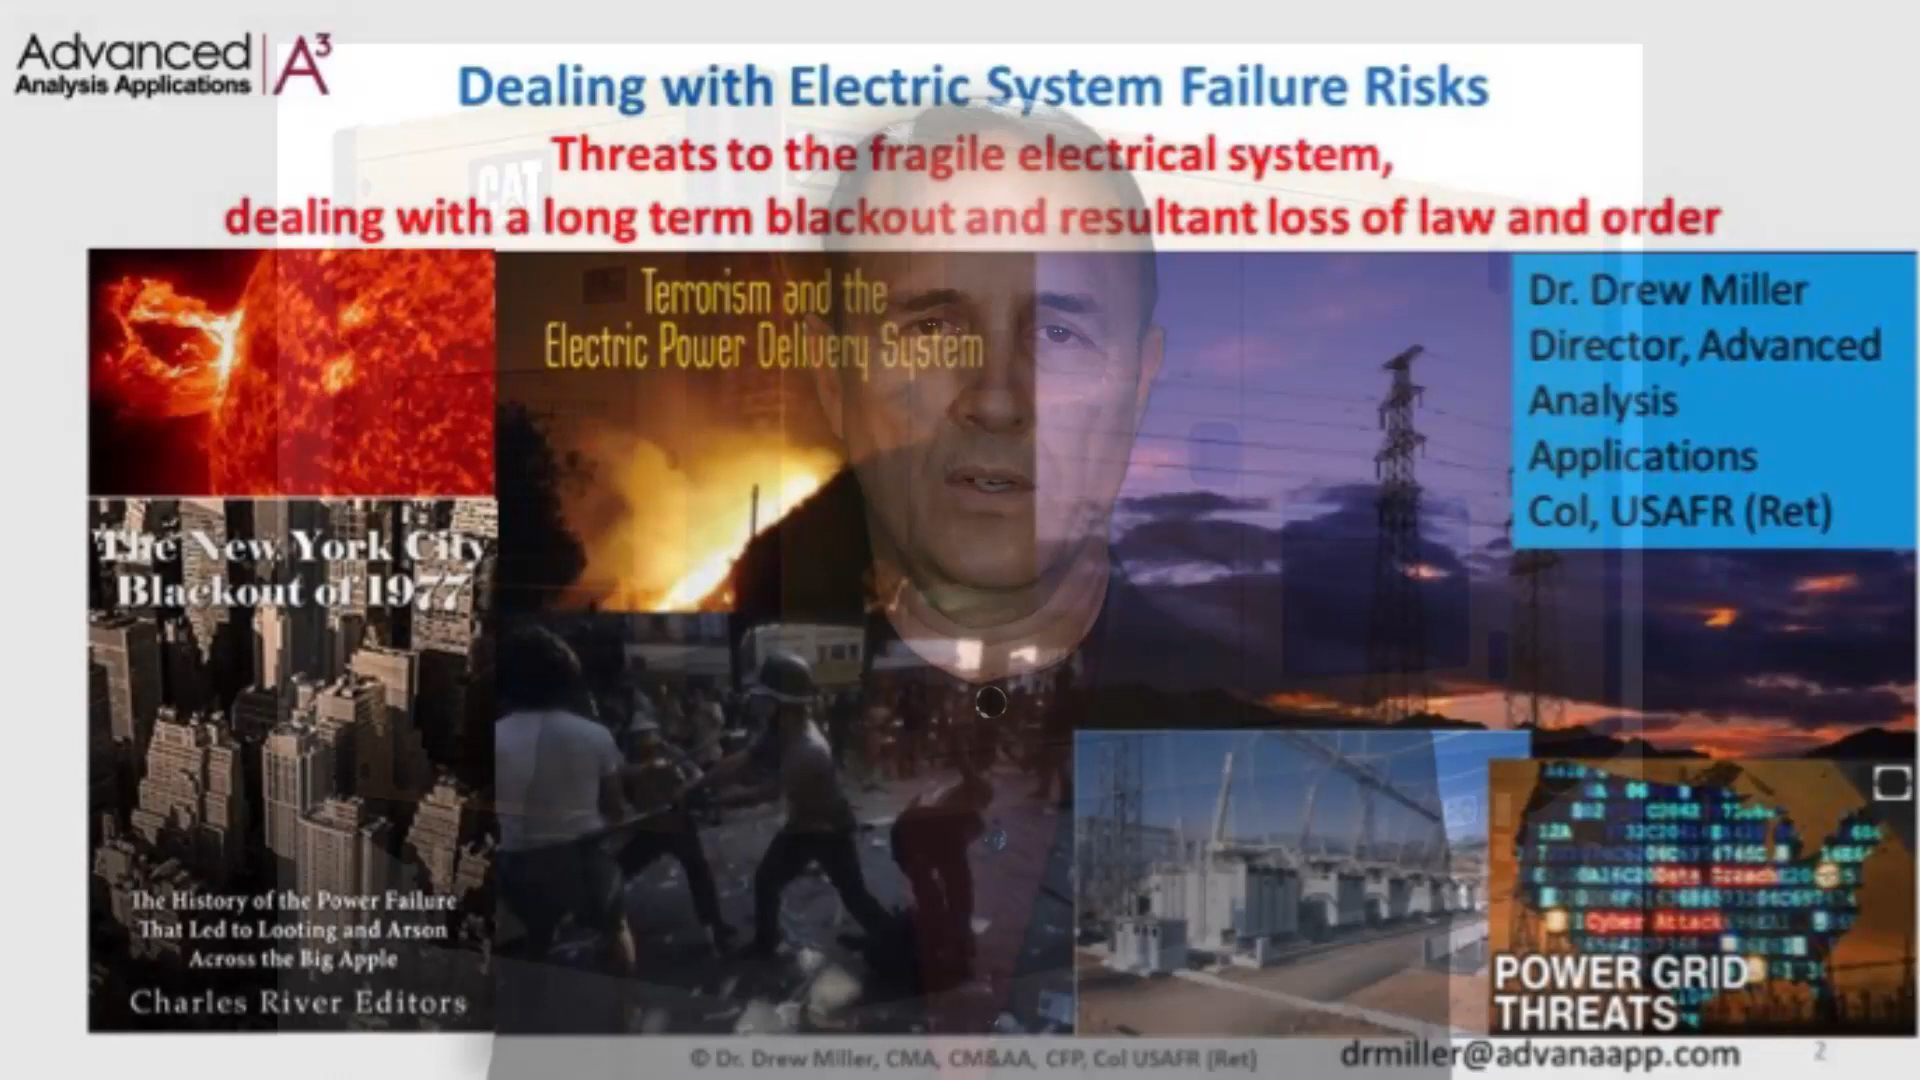 Advanced
Analysis Applications
A³
Dealing with Electric System Failure Risks
Threats to the fragile electrical system,
CAT
dealing with a long term blackout and resultant loss of law and order
Terrorism and the
Electric Power Delivery System
Dr. Drew Miller
Director, Advanced
Analysis
Applications
Col, USAFR (Ret)
The New York City
Blackout of 1977
The History of the Power Failure
That Led to Looting and Arson
Across the Big Apple
Charles River Editors
Cyber Attack
POWER GRID
THREATS
© Dr. Drew Miller, CMA, CM&AA, CFP, Col USAFR (Ret)
drmiller@advanaapp.com
2